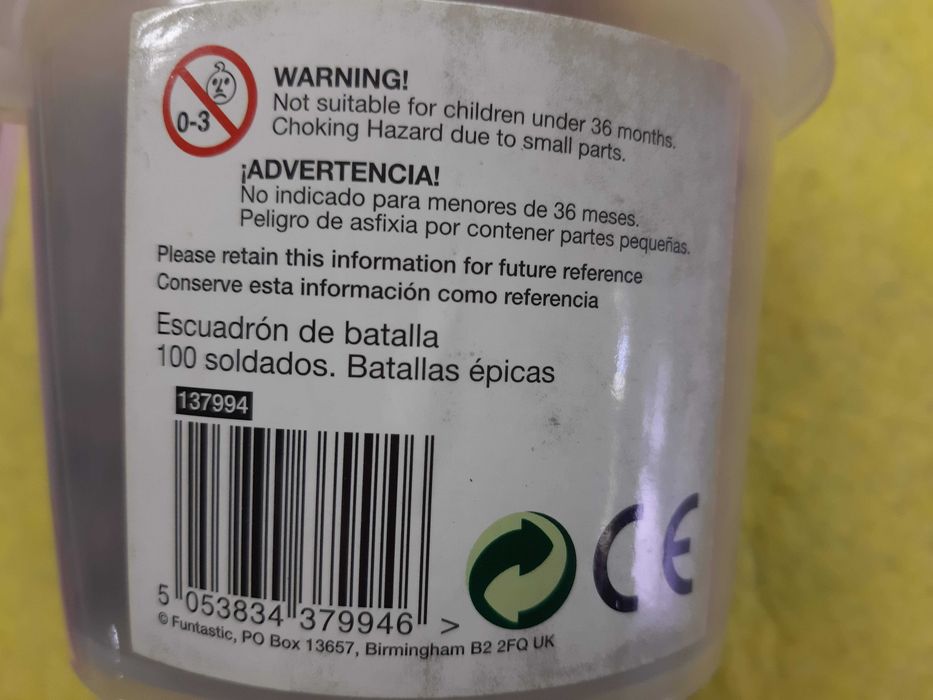 0-3
WARNING!
Not suitable for children under 36 months.
Choking Hazard due to small parts.
¡ADVERTENCIA!
No indicado para menores de 36 meses.
Peligro de asfixia por contener partes pequeñas.
Please retain this information for future reference
Conserve esta información como referencia
Escuadrón de batalla
100 soldados. Batallas épicas
137994
5 053834 379946 >
© Funtastic, PO Box 13657, Birmingham B2 2FQ UK
CE